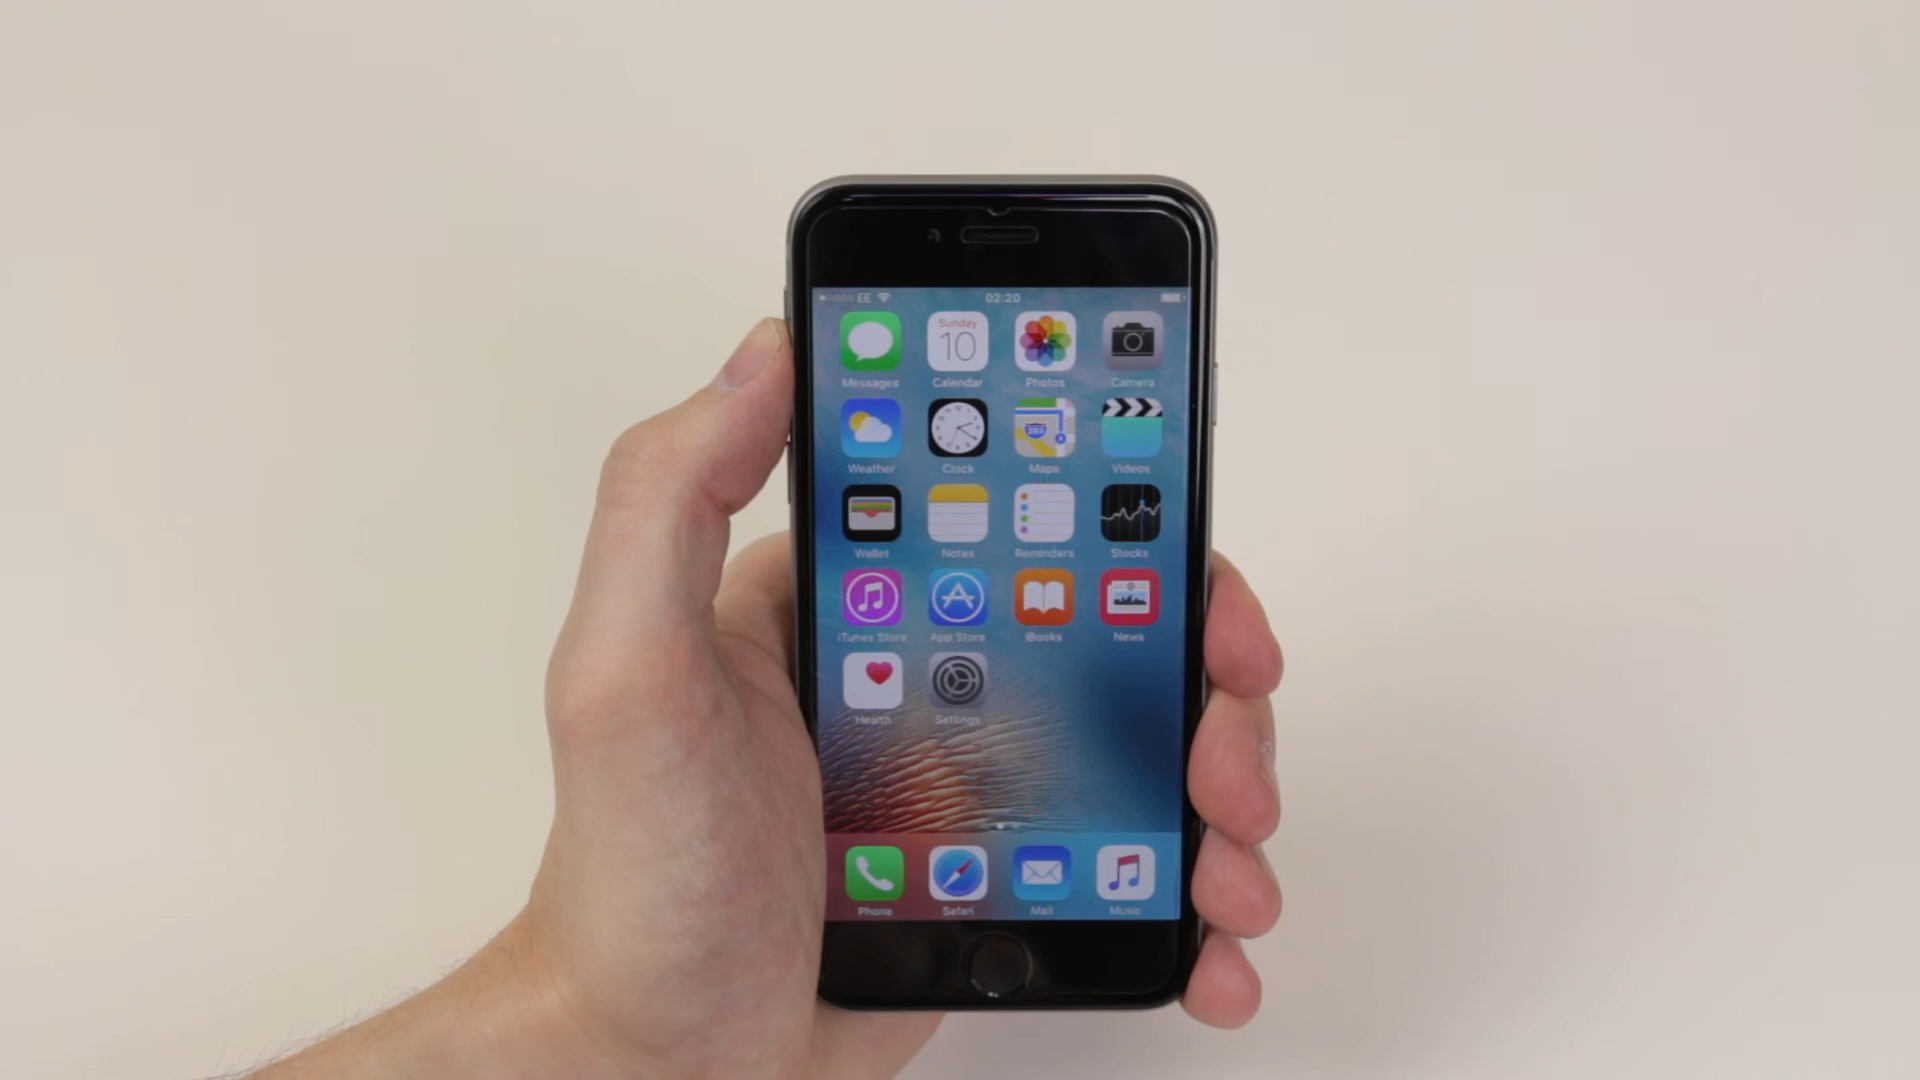 EE 02:20
Sunday
10
Messages Calendar Photos Camera
280
Weather Clock Maps Videos
Wallet Notes Reminders Stocks
iTunes Store App Store iBooks News
Health Settings
Phone Safari Mail Music